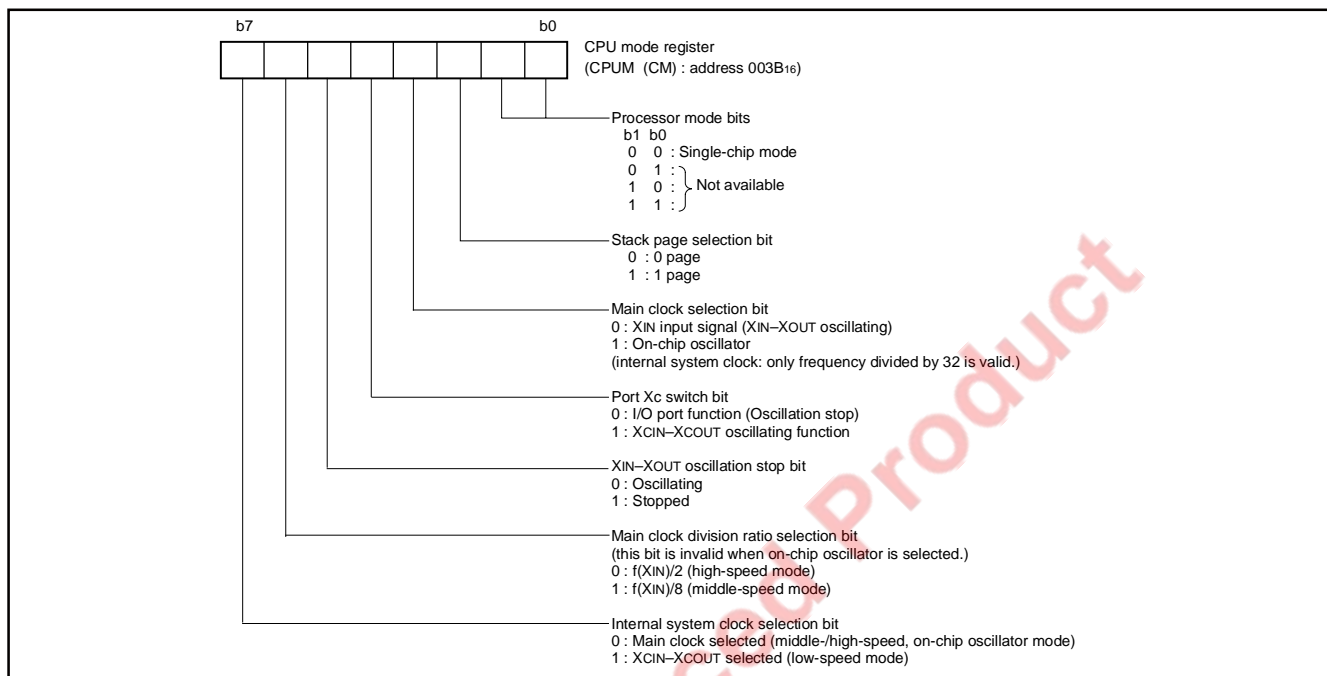 b7 b0
CPU mode register
(CPUM (CM) : address 003B16)
Processor mode bits
b1 b0
0 0 : Single-chip mode
0 1 :
1 0 : Not available
1 1 :
Stack page selection bit
0 : 0 page
1 : 1 page
Main clock selection bit
0 : XIN input signal (XIN–XOUT oscillating)
1 : On-chip oscillator
(internal system clock: only frequency divided by 32 is valid.)
Port Xc switch bit
0 : I/O port function (Oscillation stop)
1 : XCIN–XCOUT oscillating function
XIN–XOUT oscillation stop bit
0 : Oscillating
1 : Stopped
Main clock division ratio selection bit
(this bit is invalid when on-chip oscillator is selected.)
0 : f(XIN)/2 (high-speed mode)
1 : f(XIN)/8 (middle-speed mode)
Internal system clock selection bit
0 : Main clock selected (middle-/high-speed, on-chip oscillator mode)
1 : XCIN–XCOUT selected (low-speed mode)
ced Product